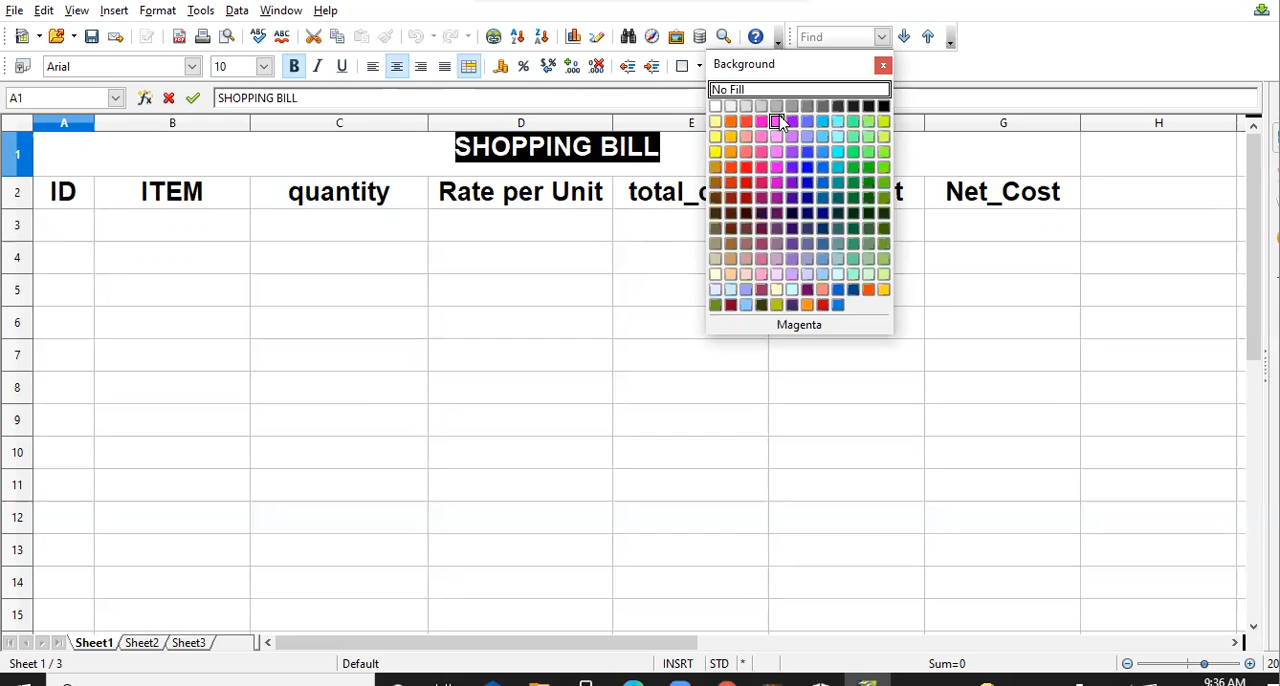 File Edit View Insert Format Tools Data Window Help
Find
Arial 10
Background
No Fill
A1 SHOPPING BILL
A B C D E G H
1 SHOPPING BILL
2 ID ITEM quantity Rate per Unit Net_Cost
3
4
5
6
Magenta
7
8
9
10
11
12
13
14
15
Sheet1 Sheet2 Sheet3
Sheet 1 / 3 Default INSRT STD * Sum=0
9:36 AM